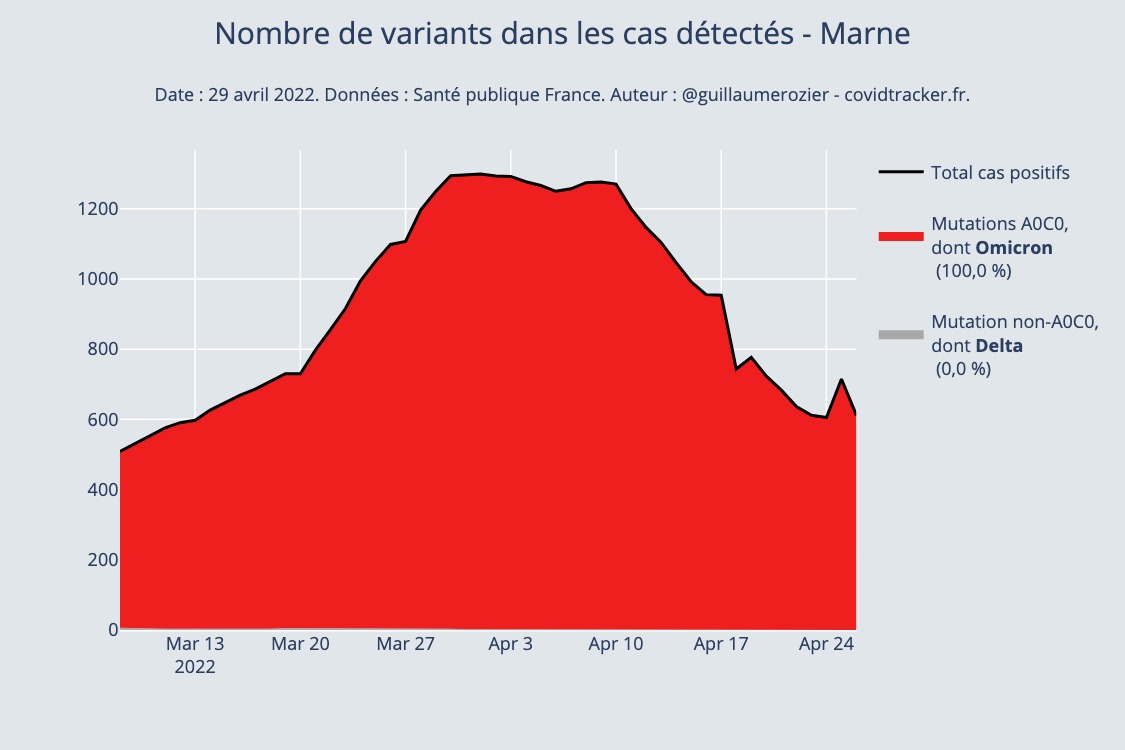 Nombre de variants dans les cas détectés - Marne
Date : 29 avril 2022. Données : Santé publique France. Auteur : @guillaumerozier - covidtracker.fr.
Total cas positifs
Mutations A0C0,
dont Omicron
(100,0 %)
Mutation non-A0C0,
dont Delta
(0,0 %)
1200
1000
800
600
400
200
0
Mar 13 Mar 20 Mar 27 Apr 3 Apr 10 Apr 17 Apr 24
2022